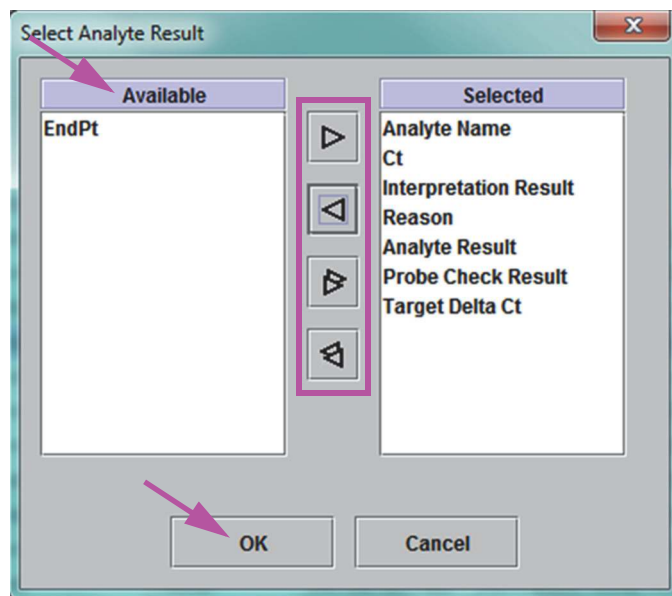 Select Analyte Result
Available
EndPt
Selected
Analyte Name
Ct
Interpretation Result
Reason
Analyte Result
Probe Check Result
Target Delta Ct
OK
Cancel